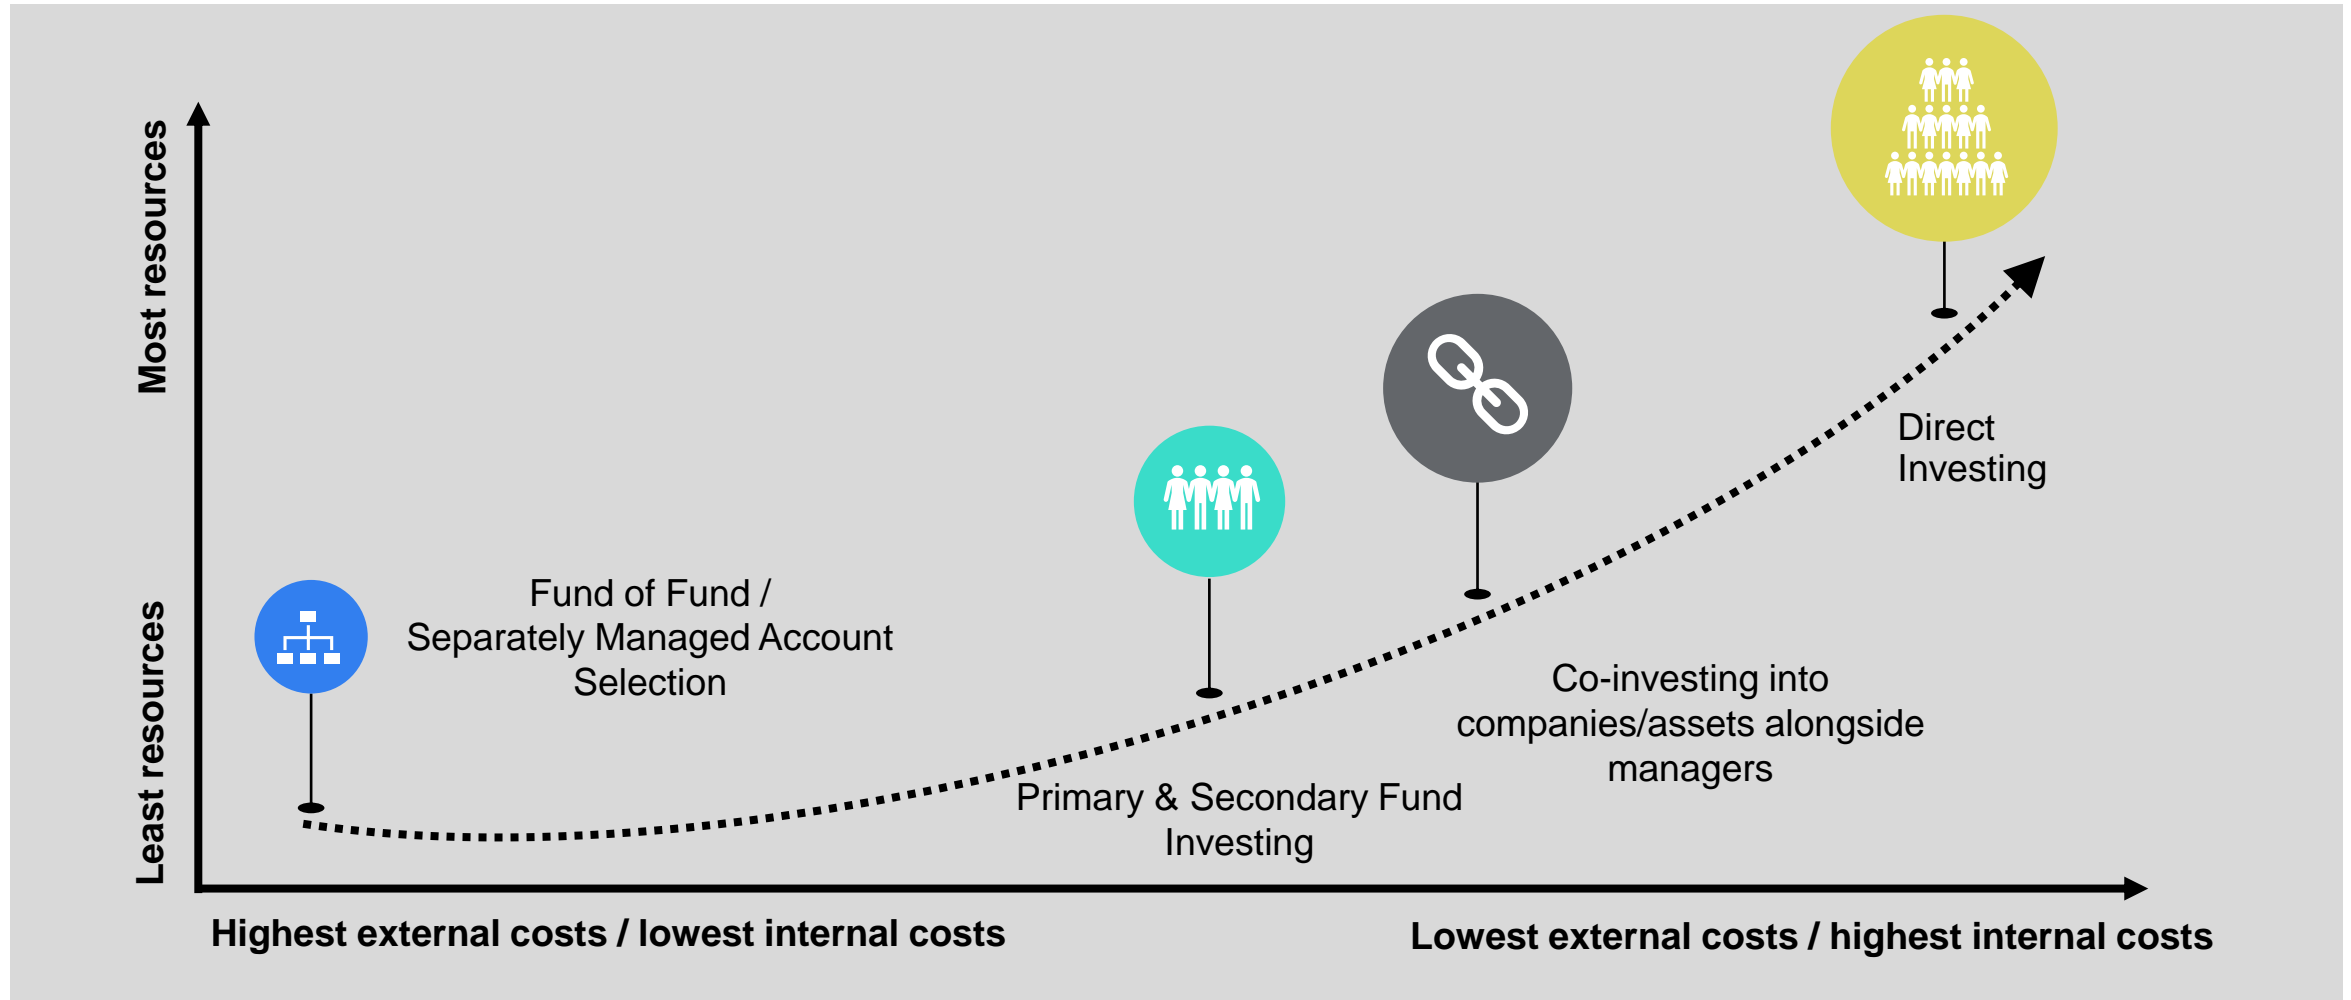 Most resources
Least resources
Fund of Fund /
Separately Managed Account
Selection
Primary & Secondary Fund
Investing
Co-investing into
companies/assets alongside
managers
Direct
Investing
Highest external costs / lowest internal costs
Lowest external costs / highest internal costs